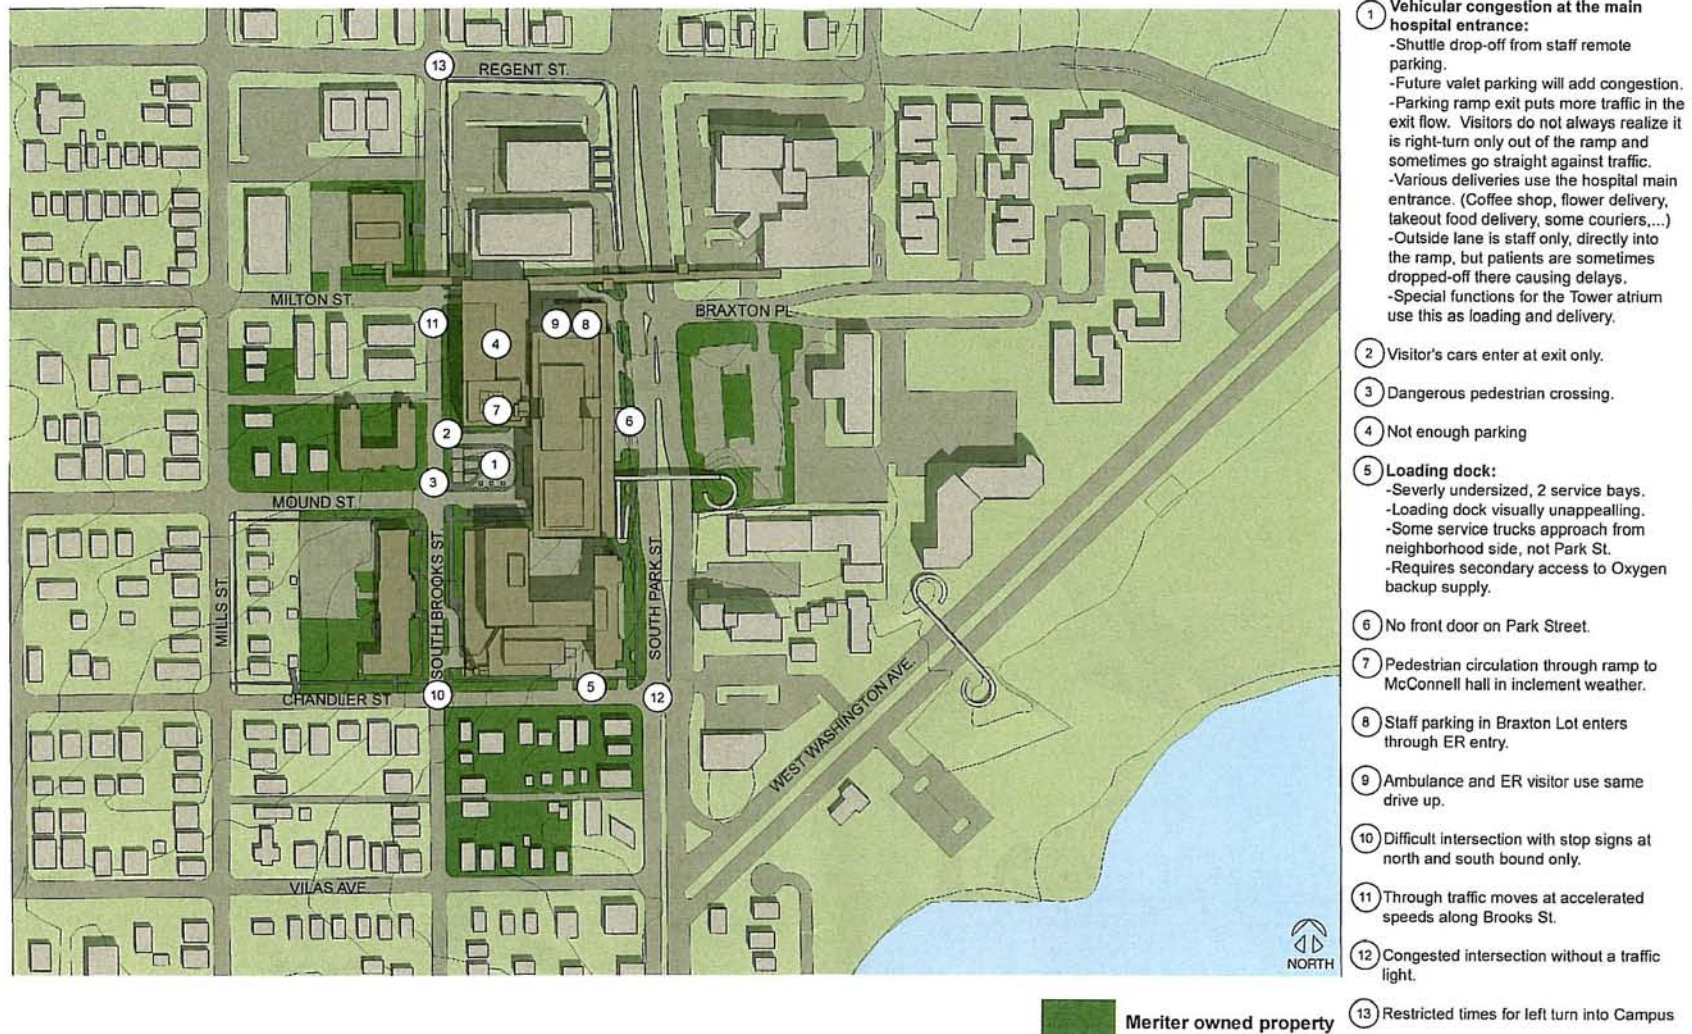 13
REGENT ST.
MILTON ST.
BRAXTON PL
11
9
8
4
7
6
2
1
3
MOUND ST.
MILLS ST.
SOUTH BROOKS ST.
SOUTH PARK ST.
CHANDLER ST
10
5
12
WEST WASHINGTON AVE.
VILAS AVE.
NORTH
Meriter owned property
1 Vehicular congestion at the main
hospital entrance:
-Shuttle drop-off from staff remote
parking.
-Future valet parking will add congestion.
-Parking ramp exit puts more traffic in the
exit flow. Visitors do not always realize it
is right-turn only out of the ramp and
sometimes go straight against traffic.
-Various deliveries use the hospital main
entrance. (Coffee shop, flower delivery,
takeout food delivery, some couriers,...)
-Outside lane is staff only, directly into
the ramp, but patients are sometimes
dropped-off there causing delays.
-Special functions for the Tower atrium
use this as loading and delivery.
2 Visitor's cars enter at exit only.
3 Dangerous pedestrian crossing.
4 Not enough parking
5 Loading dock:
-Severly undersized, 2 service bays.
-Loading dock visually unappealling.
-Some service trucks approach from
neighborhood side, not Park St.
-Requires secondary access to Oxygen
backup supply.
6 No front door on Park Street.
7 Pedestrian circulation through ramp to
McConnell hall in inclement weather.
8 Staff parking in Braxton Lot enters
through ER entry.
9 Ambulance and ER visitor use same
drive up.
10 Difficult intersection with stop signs at
north and south bound only.
11 Through traffic moves at accelerated
speeds along Brooks St.
12 Congested intersection without a traffic
light.
13 Restricted times for left turn into Campus